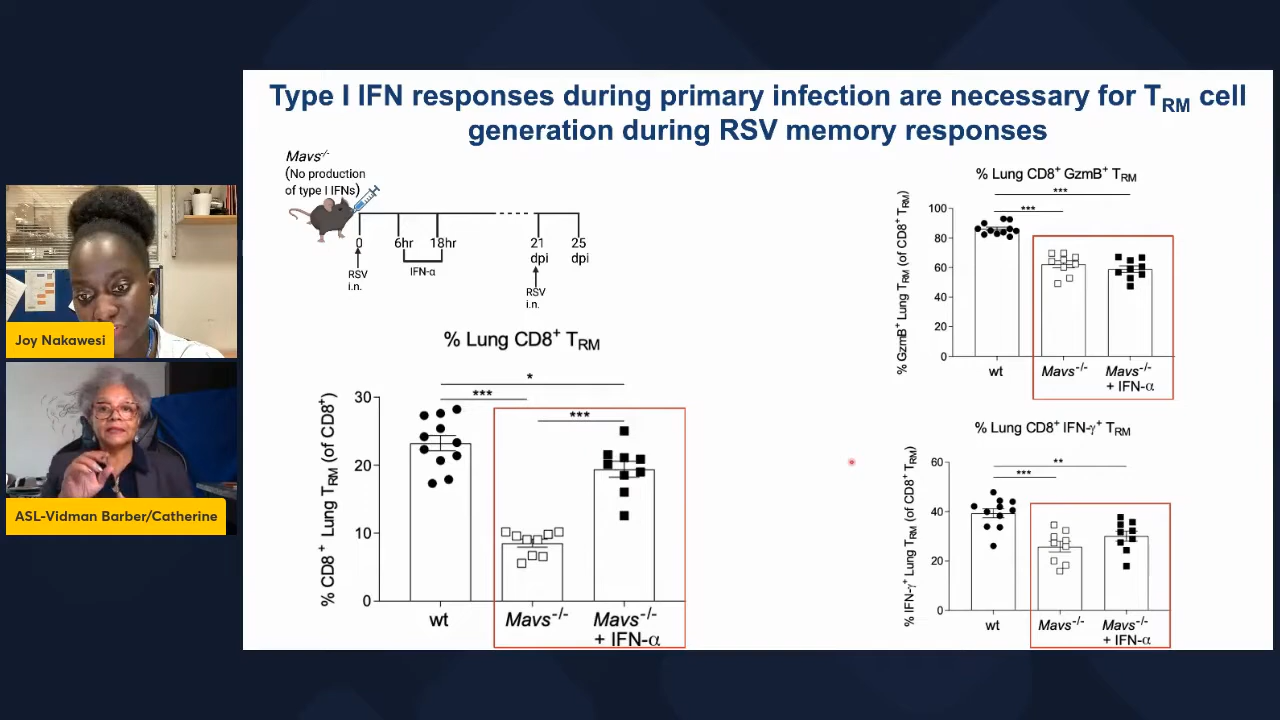 Type I IFN responses during primary infection are necessary for TRM cell
generation during RSV memory responses
Mavs-/-
(No production
of type I IFNs)
0
6hr
18hr
21
dpi
25
dpi
RSV
i.n.
IFN-α
RSV
i.n.
% Lung CD8+ TRM
% CD8+ Lung TRM (of CD8+)
30
20
10
0
*
***
***
wt
Mavs-/-
Mavs-/-
+ IFN-α
% Lung CD8+ GzmB+ TRM
% GzmB+ Lung TRM (of CD8+ TRM)
100
80
60
40
20
0
***
***
wt
Mavs-/-
Mavs-/-
+ IFN-α
% Lung CD8+ IFN-γ+ TRM
% IFN-γ+ Lung TRM (of CD8+ TRM)
60
40
20
0
**
***
wt
Mavs-/-
Mavs-/-
+ IFN-α
Joy Nakawesi
ASL-Vidman Barber/Catherine